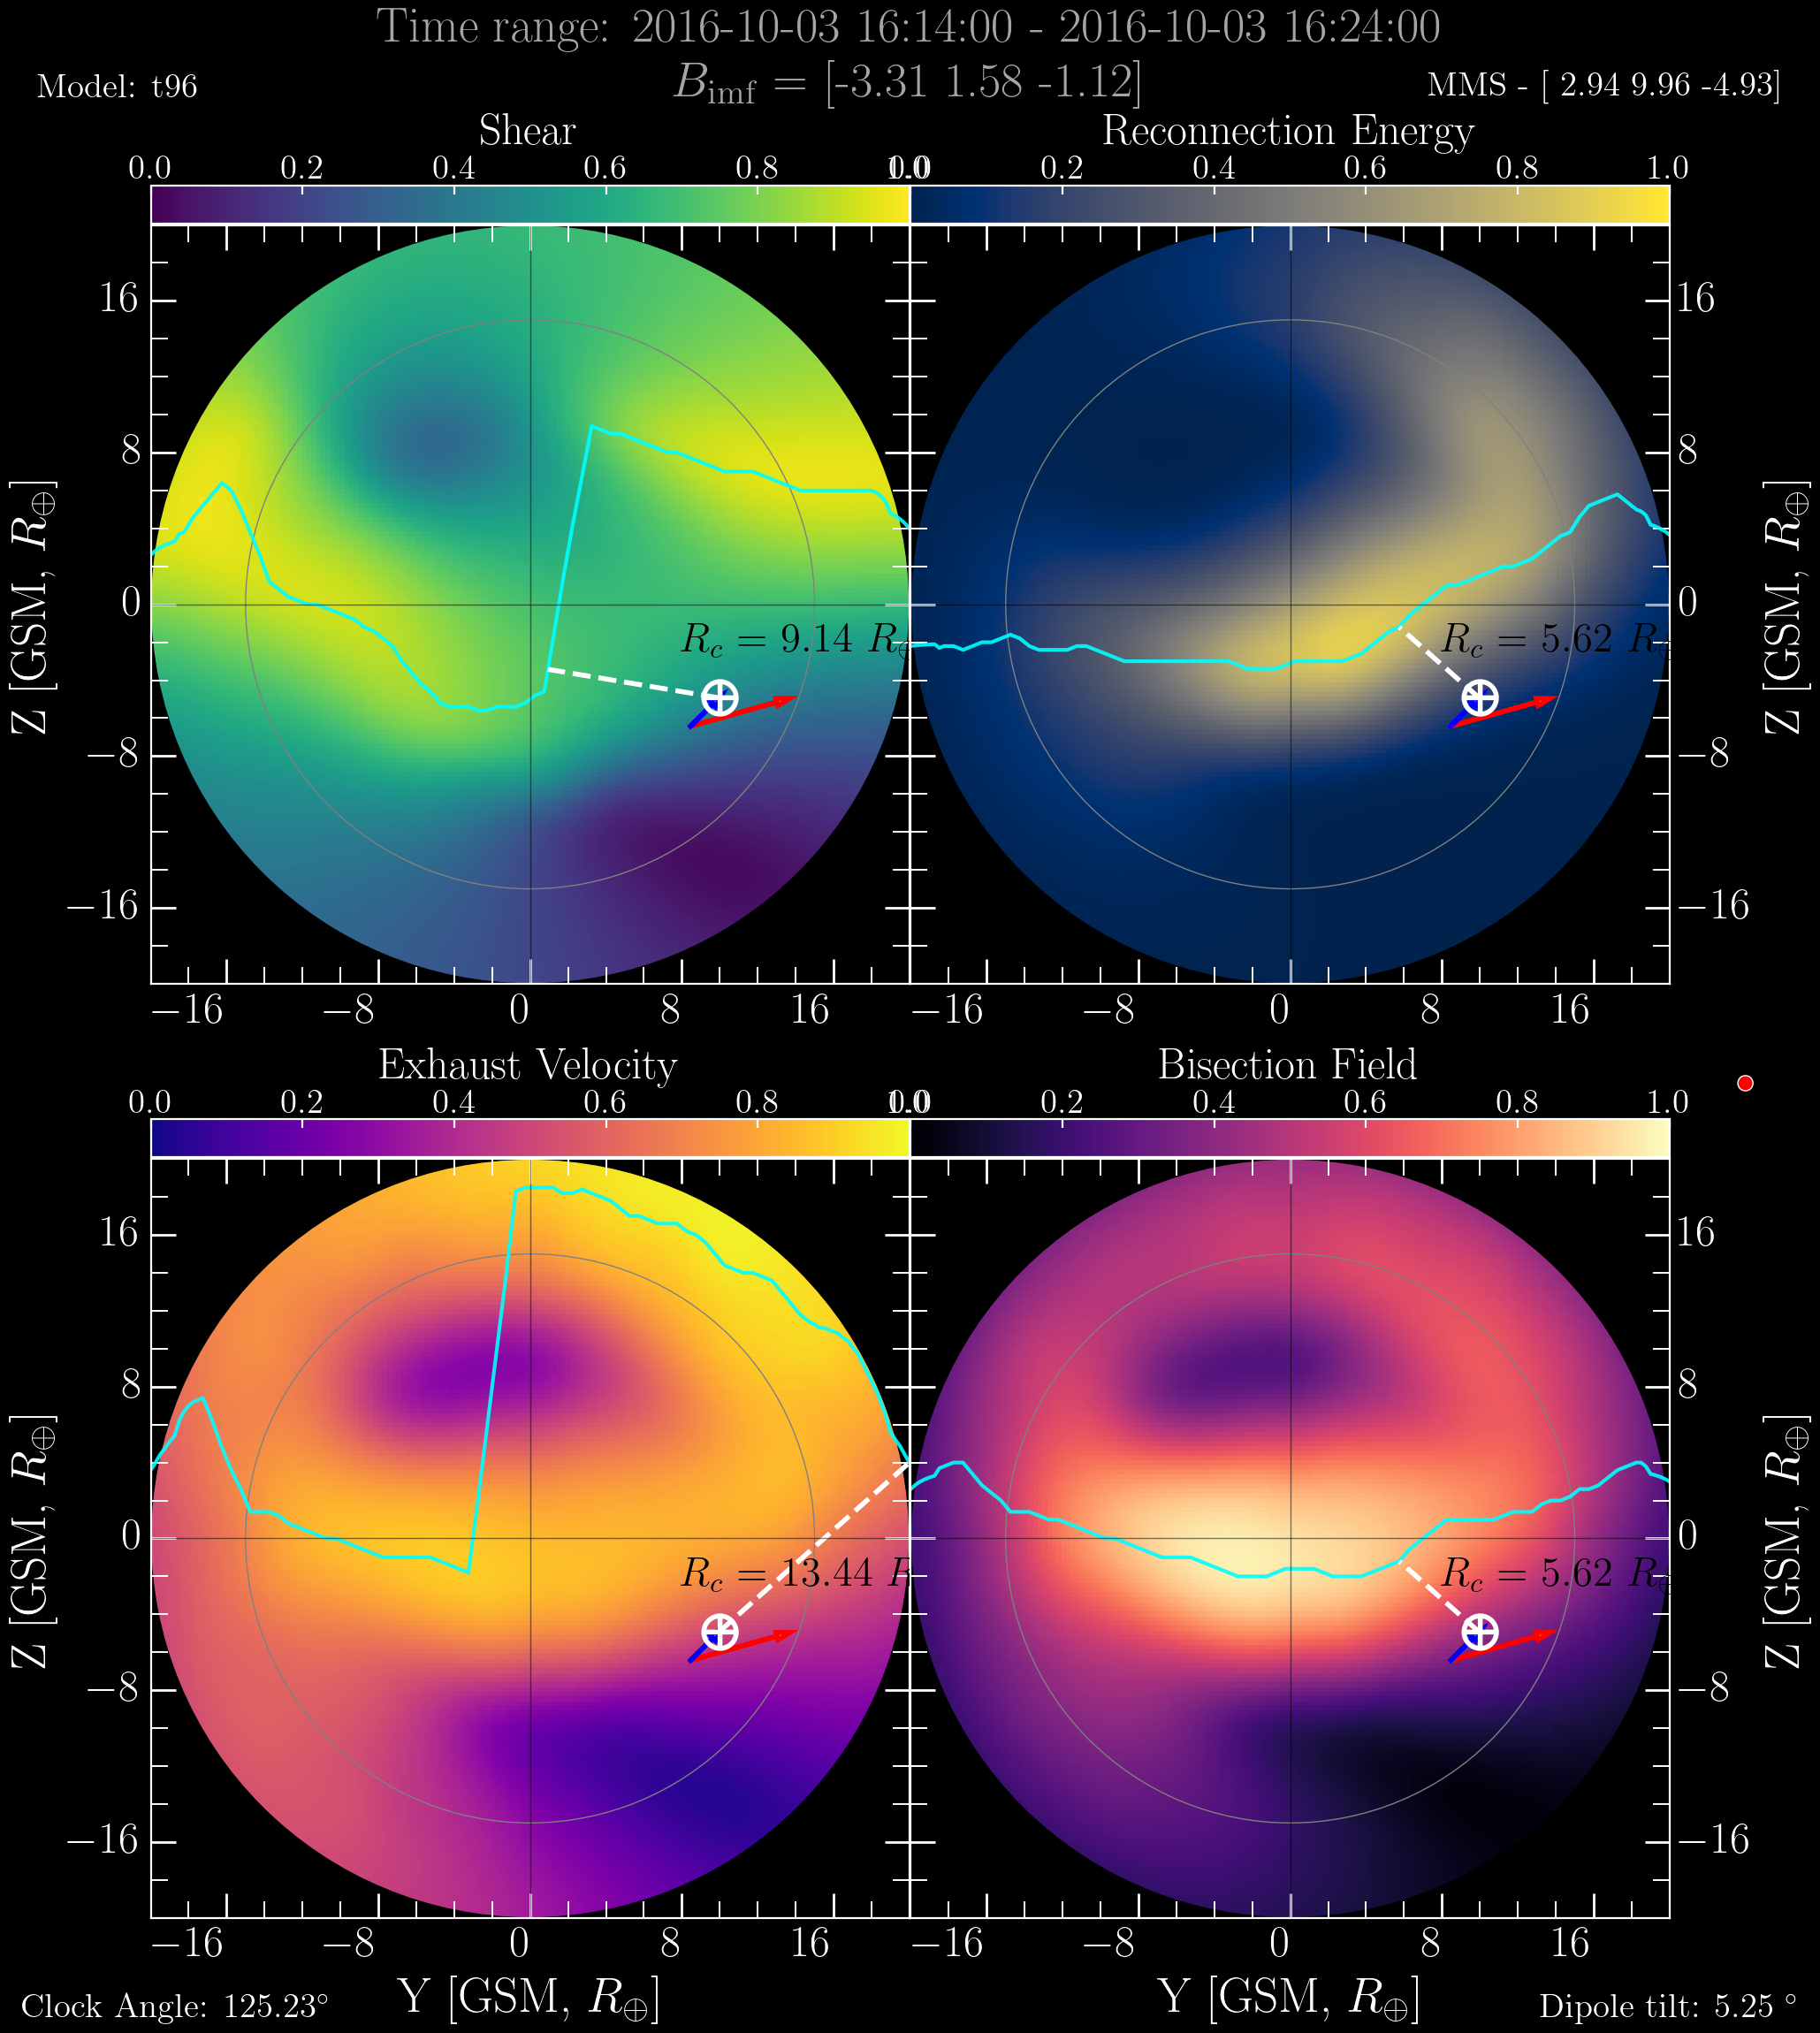 Time range: 2016-10-03 16:14:00 - 2016-10-03 16:24:00
Model: t96
B_imf = [-3.31 1.58 -1.12]
MMS - [ 2.94 9.96 -4.93]
Shear
Reconnection Energy
0.0 0.2 0.4 0.6 0.8 1.0
0.0 0.2 0.4 0.6 0.8 1.0
16
8
0
−8
−16
Z [GSM, R⊕]
R_c = 9.14 R⊕
R_c = 5.62 R⊕
16
8
0
−8
−16
Z [GSM, R⊕]
−16 −8 0 8 16
−16 −8 0 8 16
Exhaust Velocity
Bisection Field
0.0 0.2 0.4 0.6 0.8 1.0
0.0 0.2 0.4 0.6 0.8 1.0
16
8
0
−8
−16
Z [GSM, R⊕]
R_c = 13.44 R
R_c = 5.62 R⊕
16
8
0
−8
−16
Z [GSM, R⊕]
−16 −8 0 8 16
−16 −8 0 8 16
Y [GSM, R⊕]
Y [GSM, R⊕]
Clock Angle: 125.23°
Dipole tilt: 5.25 °